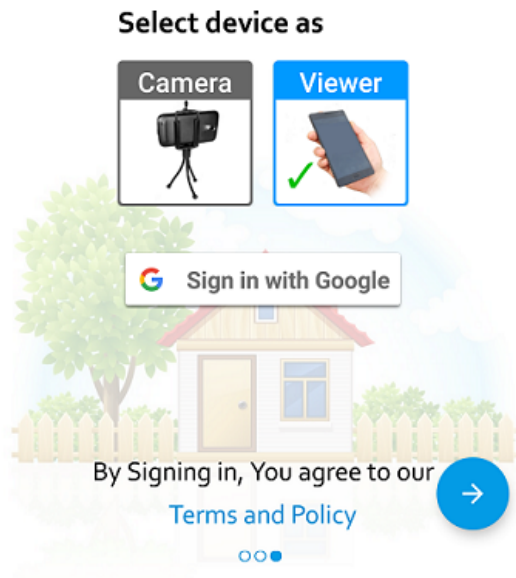 Select device as
Camera
Viewer
Sign in with Google
By Signing in, You agree to our
Terms and Policy